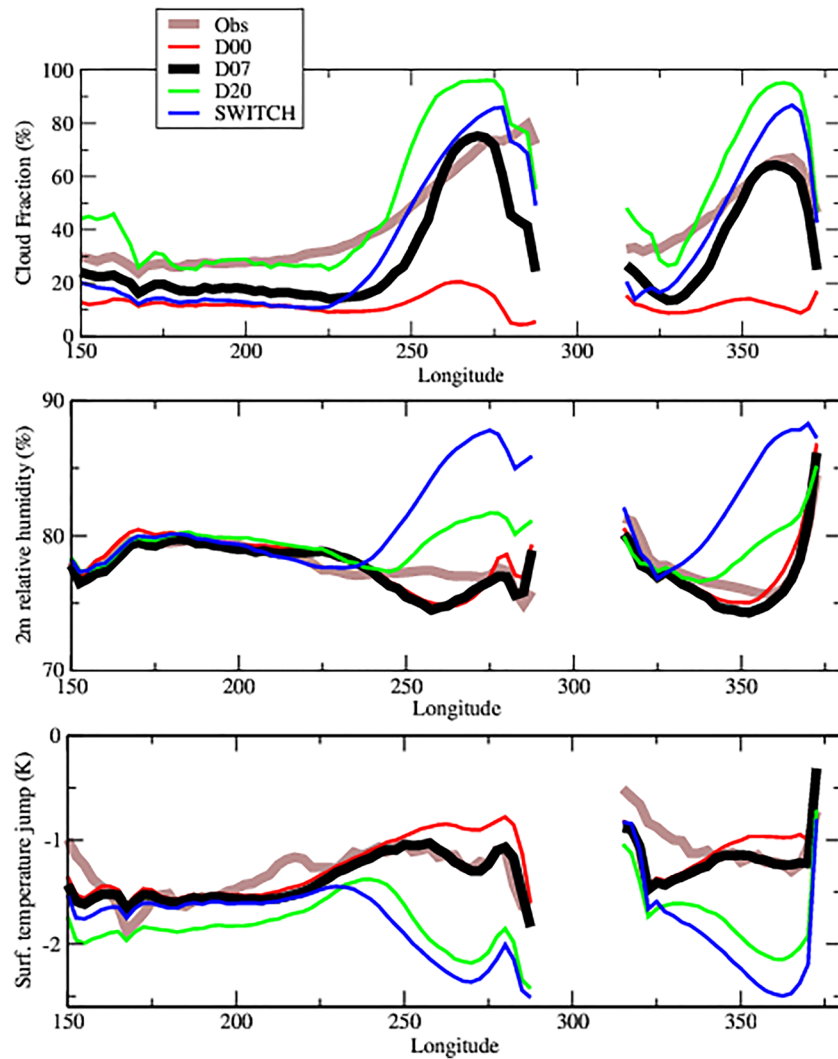 Obs
D00
D07
D20
SWITCH
100
80
60
40
20
0
Cloud Fraction (%)
150 200 250 300 350
Longitude
90
80
70
2m relative humidity (%)
150 200 250 300 350
Longitude
0
-1
-2
Surf. temperature jump (K)
150 200 250 300 350
Longitude